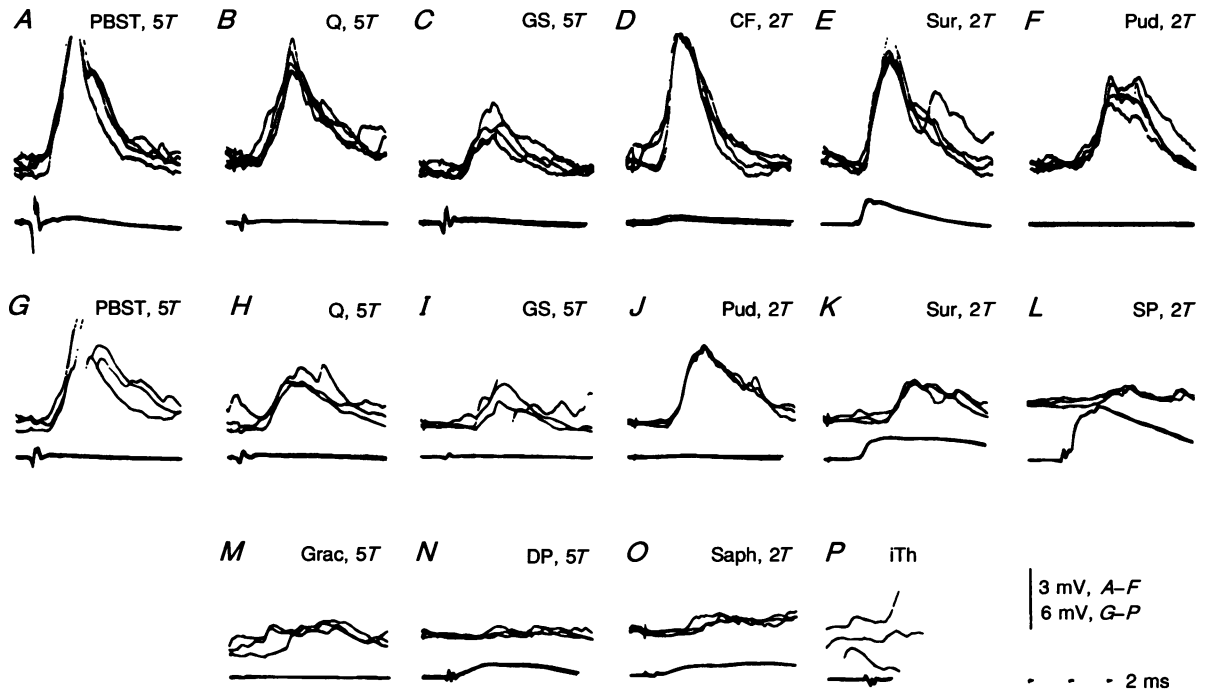 A PBST, 5T
B Q, 5T
C GS, 5T
D CF, 2T
E Sur, 2T
F Pud, 2T
G PBST, 5T
H Q, 5T
I GS, 5T
J Pud, 2T
K Sur, 2T
L SP, 2T
M Grac, 5T
N DP, 5T
O Saph, 2T
P iTh
3 mV, A–F
6 mV, G–P
2 ms